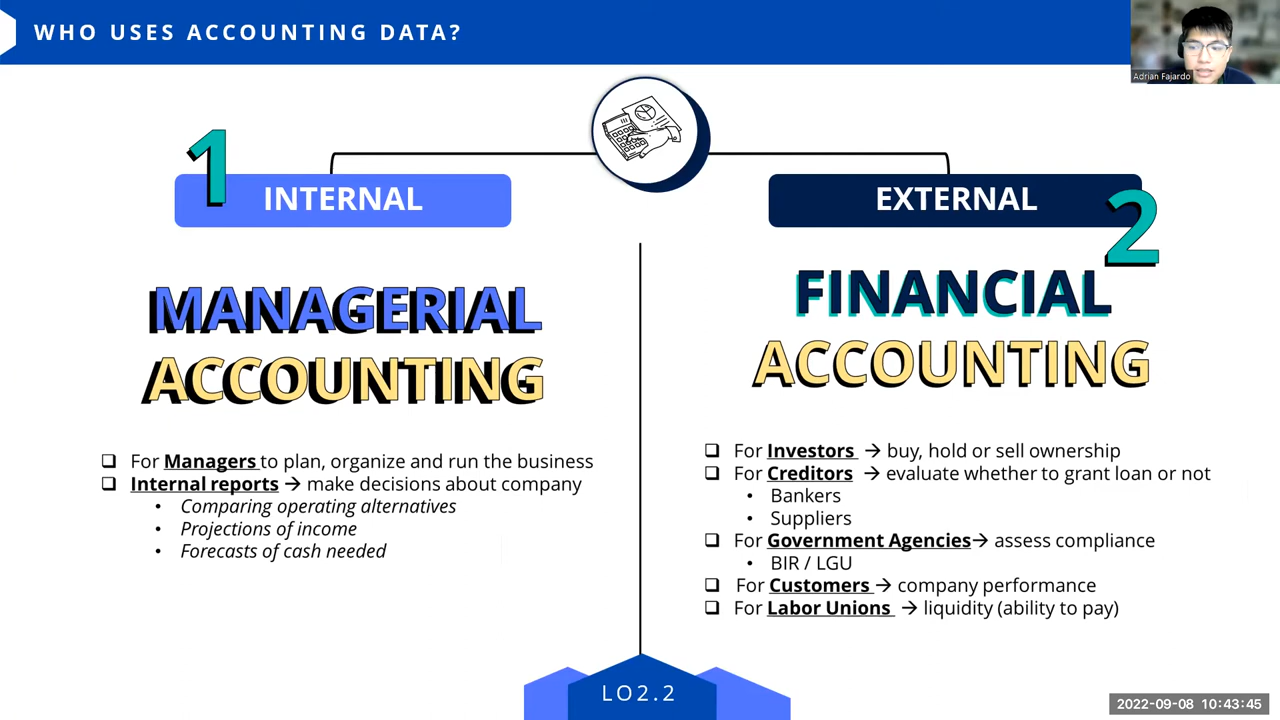 WHO USES ACCOUNTING DATA?
Adrian Fajardo
1
INTERNAL
MANAGERIAL
ACCOUNTING
❑ For Managers to plan, organize and run the business
❑ Internal reports → make decisions about company
• Comparing operating alternatives
• Projections of income
• Forecasts of cash needed
EXTERNAL
2
FINANCIAL
ACCOUNTING
❑ For Investors → buy, hold or sell ownership
❑ For Creditors → evaluate whether to grant loan or not
• Bankers
• Suppliers
❑ For Government Agencies→ assess compliance
• BIR / LGU
❑ For Customers → company performance
❑ For Labor Unions → liquidity (ability to pay)
LO2.2
2022-09-08 10:43:45